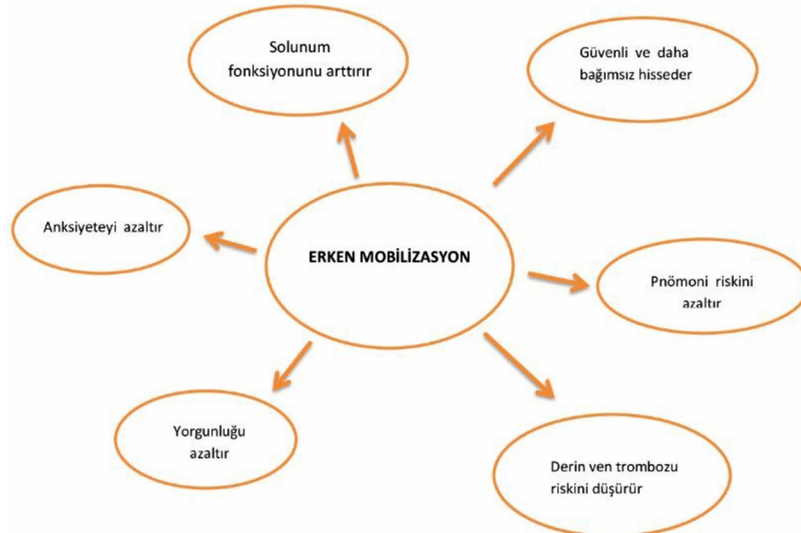 Solunum
fonksiyonunu arttırır
Güvenli ve daha
bağımsız hisseder
Anksiyeteyi azaltır
ERKEN MOBİLİZASYON
Pnömoni riskini
azaltır
Yorgunluğu
azaltır
Derin ven trombozu
riskini düşürür